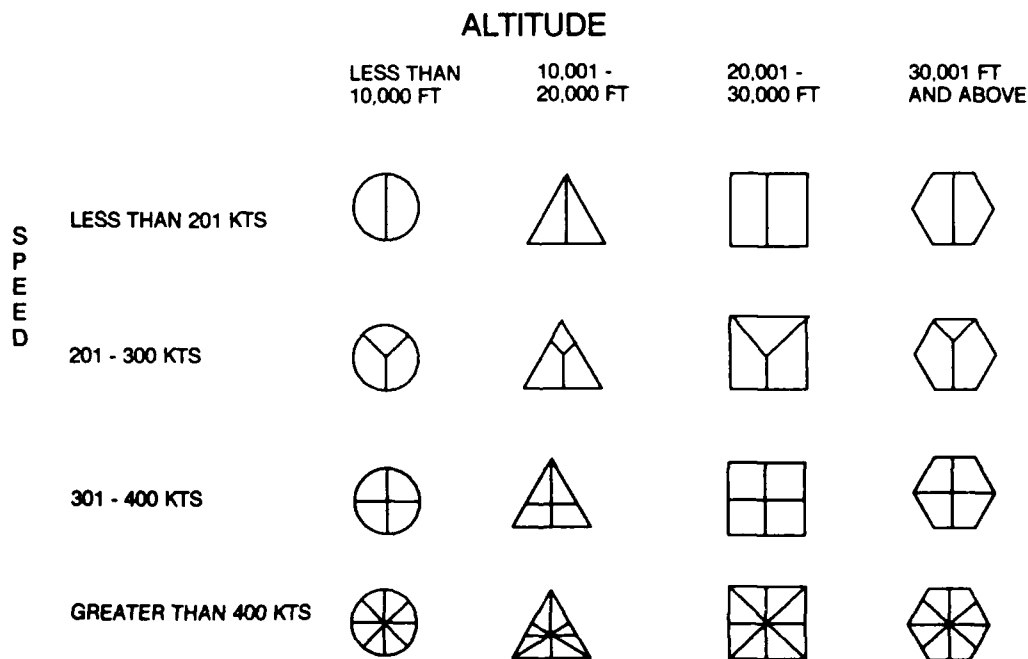 ALTITUDE
LESS THAN
10,000 FT
10,001 -
20,000 FT
20,001 -
30,000 FT
30,001 FT
AND ABOVE
SPEED
LESS THAN 201 KTS
201 - 300 KTS
301 - 400 KTS
GREATER THAN 400 KTS